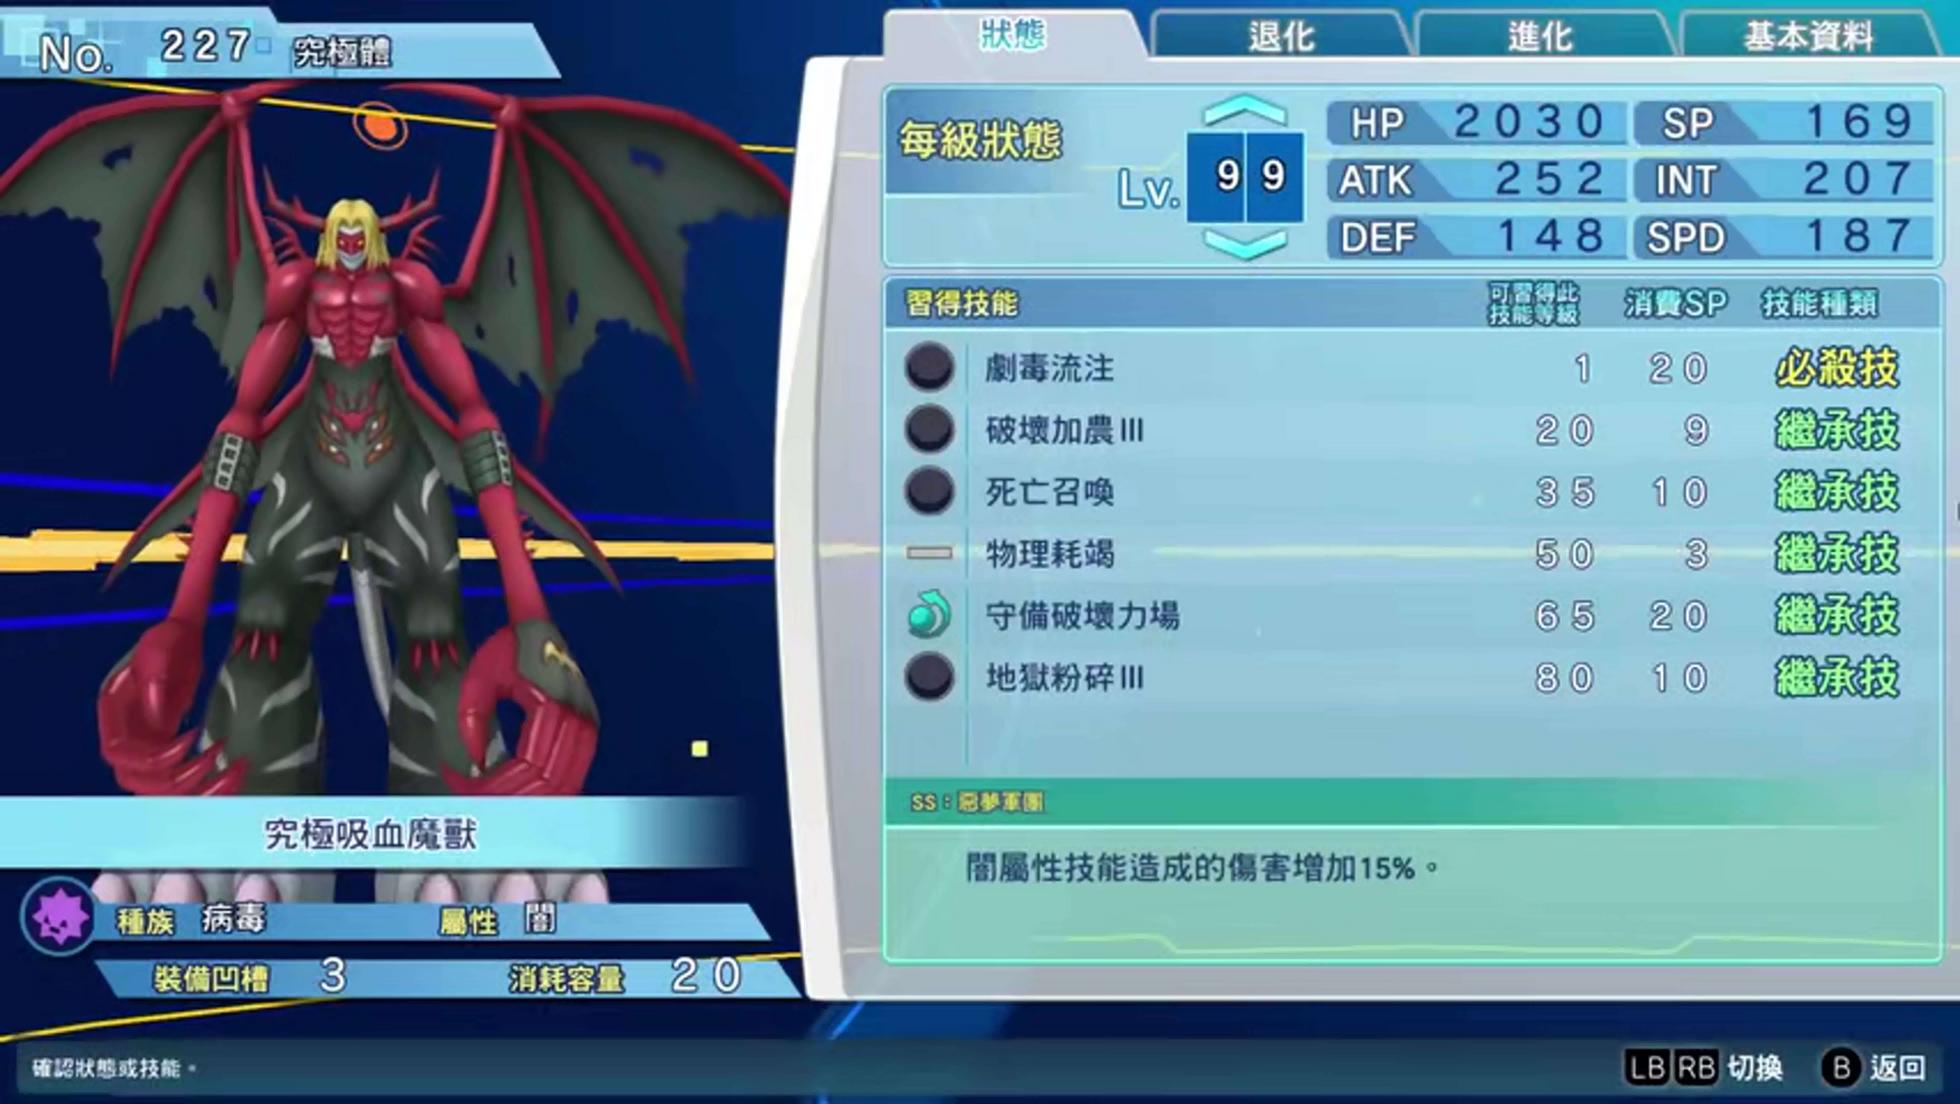 No. 227 究極體
狀態 退化 進化 基本資料
每級狀態
Lv. 99
HP 2030 SP 169
ATK 252 INT 207
DEF 148 SPD 187
習得技能 可習得此技能等級 消費SP 技能種類
劇毒流注 1 20 必殺技
破壞加農III 20 9 繼承技
死亡召喚 35 10 繼承技
物理耗竭 50 3 繼承技
守備破壞力場 65 20 繼承技
地獄粉碎III 80 10 繼承技
SS：惡夢軍團
闇屬性技能造成的傷害增加15%。
究極吸血魔獸
種族 病毒 屬性 闇
裝備凹槽 3 消耗容量 20
確認狀態或技能。
LB RB 切換 B 返回